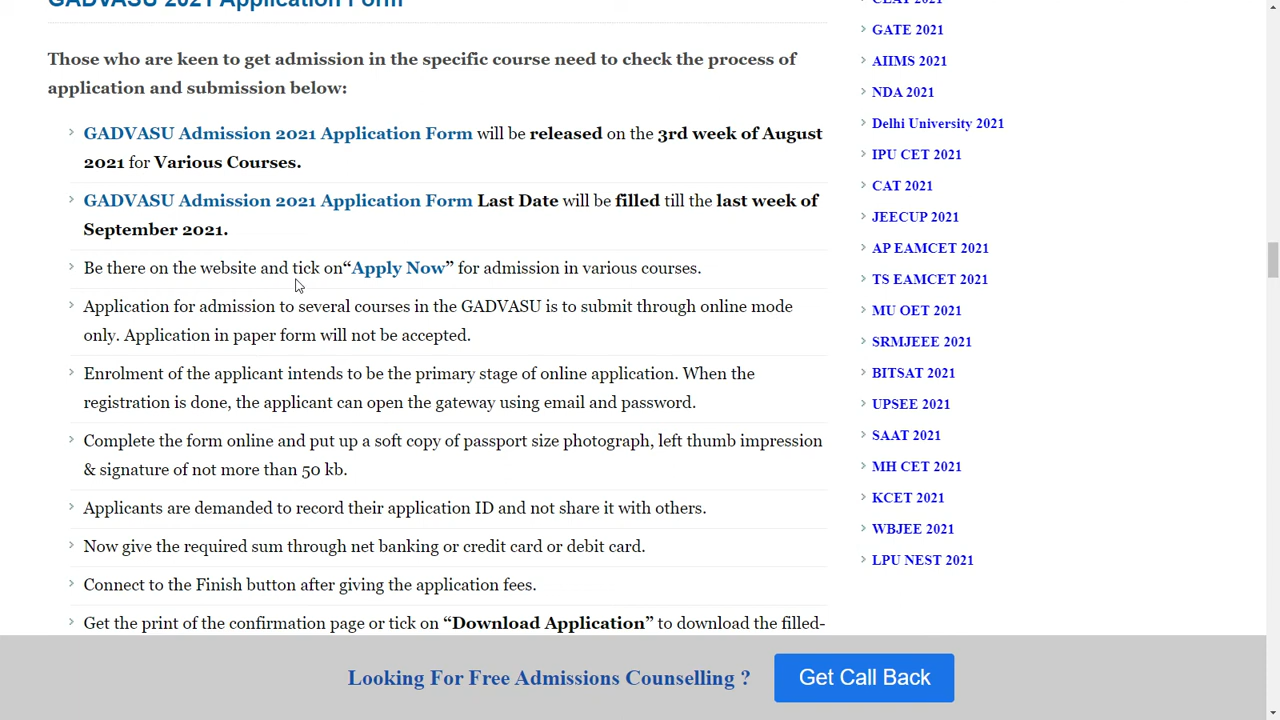 GADVASU 2021 Application Form
Those who are keen to get admission in the specific course need to check the process of
application and submission below:
GADVASU Admission 2021 Application Form will be released on the 3rd week of August
2021 for Various Courses.
GADVASU Admission 2021 Application Form Last Date will be filled till the last week of
September 2021.
Be there on the website and tick on“Apply Now” for admission in various courses.
Application for admission to several courses in the GADVASU is to submit through online mode
only. Application in paper form will not be accepted.
Enrolment of the applicant intends to be the primary stage of online application. When the
registration is done, the applicant can open the gateway using email and password.
Complete the form online and put up a soft copy of passport size photograph, left thumb impression
& signature of not more than 50 kb.
Applicants are demanded to record their application ID and not share it with others.
Now give the required sum through net banking or credit card or debit card.
Connect to the Finish button after giving the application fees.
Get the print of the confirmation page or tick on “Download Application” to download the filled-
CLAT 2021
GATE 2021
AIIMS 2021
NDA 2021
Delhi University 2021
IPU CET 2021
CAT 2021
JEECUP 2021
AP EAMCET 2021
TS EAMCET 2021
MU OET 2021
SRMJEEE 2021
BITSAT 2021
UPSEE 2021
SAAT 2021
MH CET 2021
KCET 2021
WBJEE 2021
LPU NEST 2021
Looking For Free Admissions Counselling ?
Get Call Back